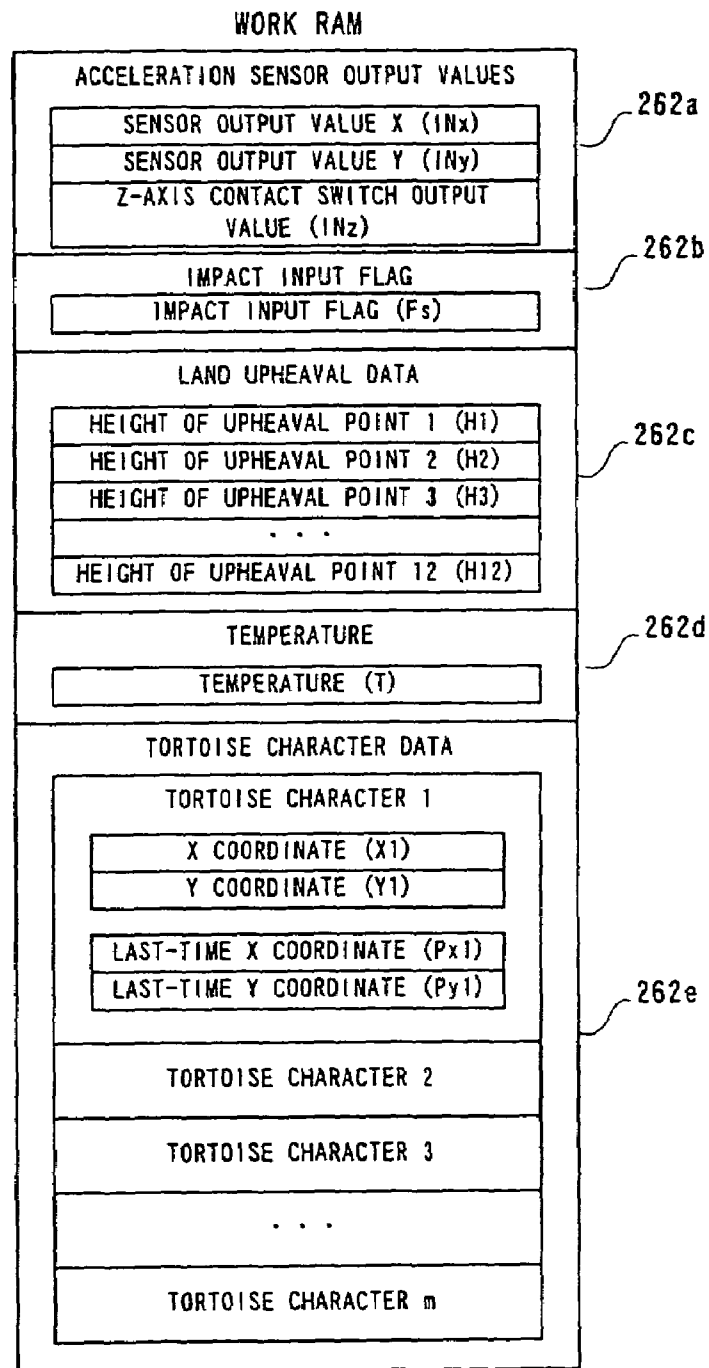 WORK RAM
ACCELERATION SENSOR OUTPUT VALUES
262a
SENSOR OUTPUT VALUE X (INx)
SENSOR OUTPUT VALUE Y (INy)
Z-AXIS CONTACT SWITCH OUTPUT
VALUE (INz)
262b
IMPACT INPUT FLAG
IMPACT INPUT FLAG (Fs)
LAND UPHEAVAL DATA
262c
HEIGHT OF UPHEAVAL POINT 1 (H1)
HEIGHT OF UPHEAVAL POINT 2 (H2)
HEIGHT OF UPHEAVAL POINT 3 (H3)
. . .
HEIGHT OF UPHEAVAL POINT 12 (H12)
262d
TEMPERATURE
TEMPERATURE (T)
TORTOISE CHARACTER DATA
TORTOISE CHARACTER 1
X COORDINATE (X1)
Y COORDINATE (Y1)
LAST-TIME X COORDINATE (Px1)
LAST-TIME Y COORDINATE (Py1)
262e
TORTOISE CHARACTER 2
TORTOISE CHARACTER 3
. . .
TORTOISE CHARACTER m